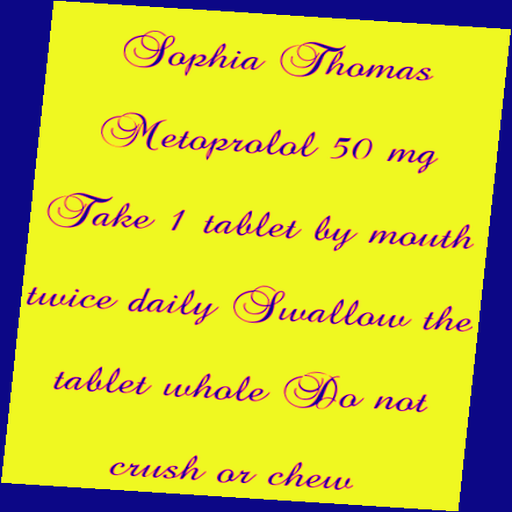 Sophia Thomas
Metoprolol 50 mg
Take 1 tablet by mouth
twice daily Swallow the
tablet whole Do not
crush or chew